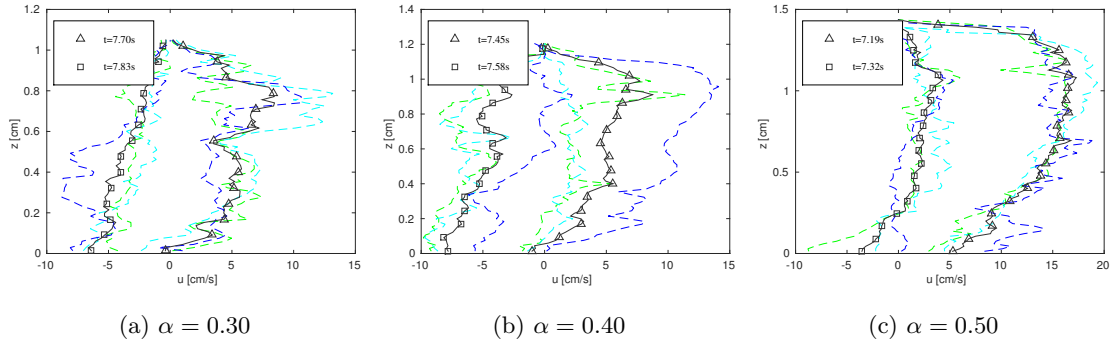 1.2
1
0.8
0.6
0.4
0.2
0
z [cm]
-10 -5 0 5 10 15
u [cm/s]
t=7.70s
t=7.83s
(a) α = 0.30
1.4
1.2
1.0
0.8
0.6
0.4
0.2
0
z [cm]
-10 -5 0 5 10 15
u [cm/s]
t=7.45s
t=7.58s
(b) α = 0.40
1.5
1
0.5
0
z [cm]
-10 -5 0 5 10 15 20
u [cm/s]
t=7.19s
t=7.32s
(c) α = 0.50